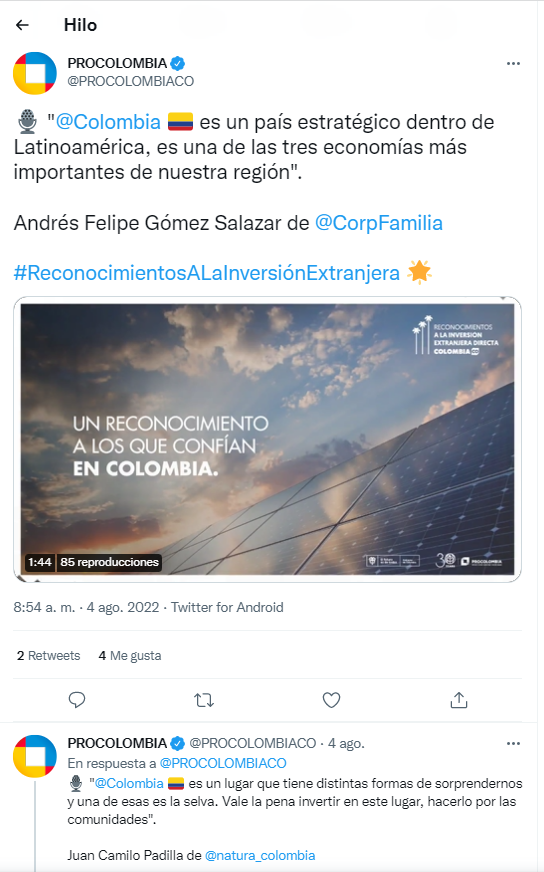 Hilo
PROCOLOMBIA
@PROCOLOMBIACO
"@Colombia es un país estratégico dentro de
Latinoamérica, es una de las tres economías más
importantes de nuestra región".
Andrés Felipe Gómez Salazar de @CorpFamilia
#ReconocimientosALaInversiónExtranjera
RECONOCIMIENTOS
A LA INVERSIÓN
EXTRANJERA DIRECTA
COLOMBIA
UN RECONOCIMIENTO
A LOS QUE CONFÍAN
EN COLOMBIA.
1:44 85 reproducciones
30 PROCOLOMBIA
8:54 a. m. · 4 ago. 2022 · Twitter for Android
2 Retweets 4 Me gusta
PROCOLOMBIA @PROCOLOMBIACO · 4 ago.
En respuesta a @PROCOLOMBIACO
"@Colombia es un lugar que tiene distintas formas de sorprendernos
y una de esas es la selva. Vale la pena invertir en este lugar, hacerlo por las
comunidades".
Juan Camilo Padilla de @natura_colombia